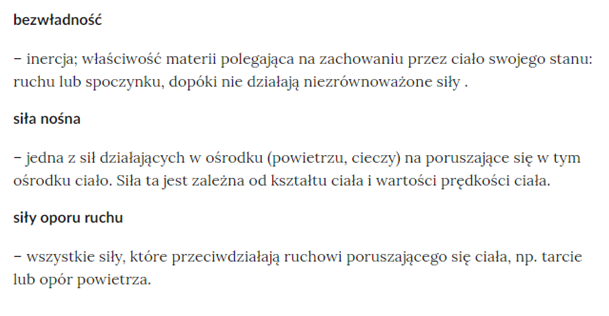 bezwładność
– inercja; właściwość materii polegająca na zachowaniu przez ciało swojego stanu:
ruchu lub spoczynku, dopóki nie działają niezrównoważone siły .
siła nośna
– jedna z sił działających w ośrodku (powietrzu, cieczy) na poruszające się w tym
ośrodku ciało. Siła ta jest zależna od kształtu ciała i wartości prędkości ciała.
siły oporu ruchu
– wszystkie siły, które przeciwdziałają ruchowi poruszającego się ciała, np. tarcie
lub opór powietrza.